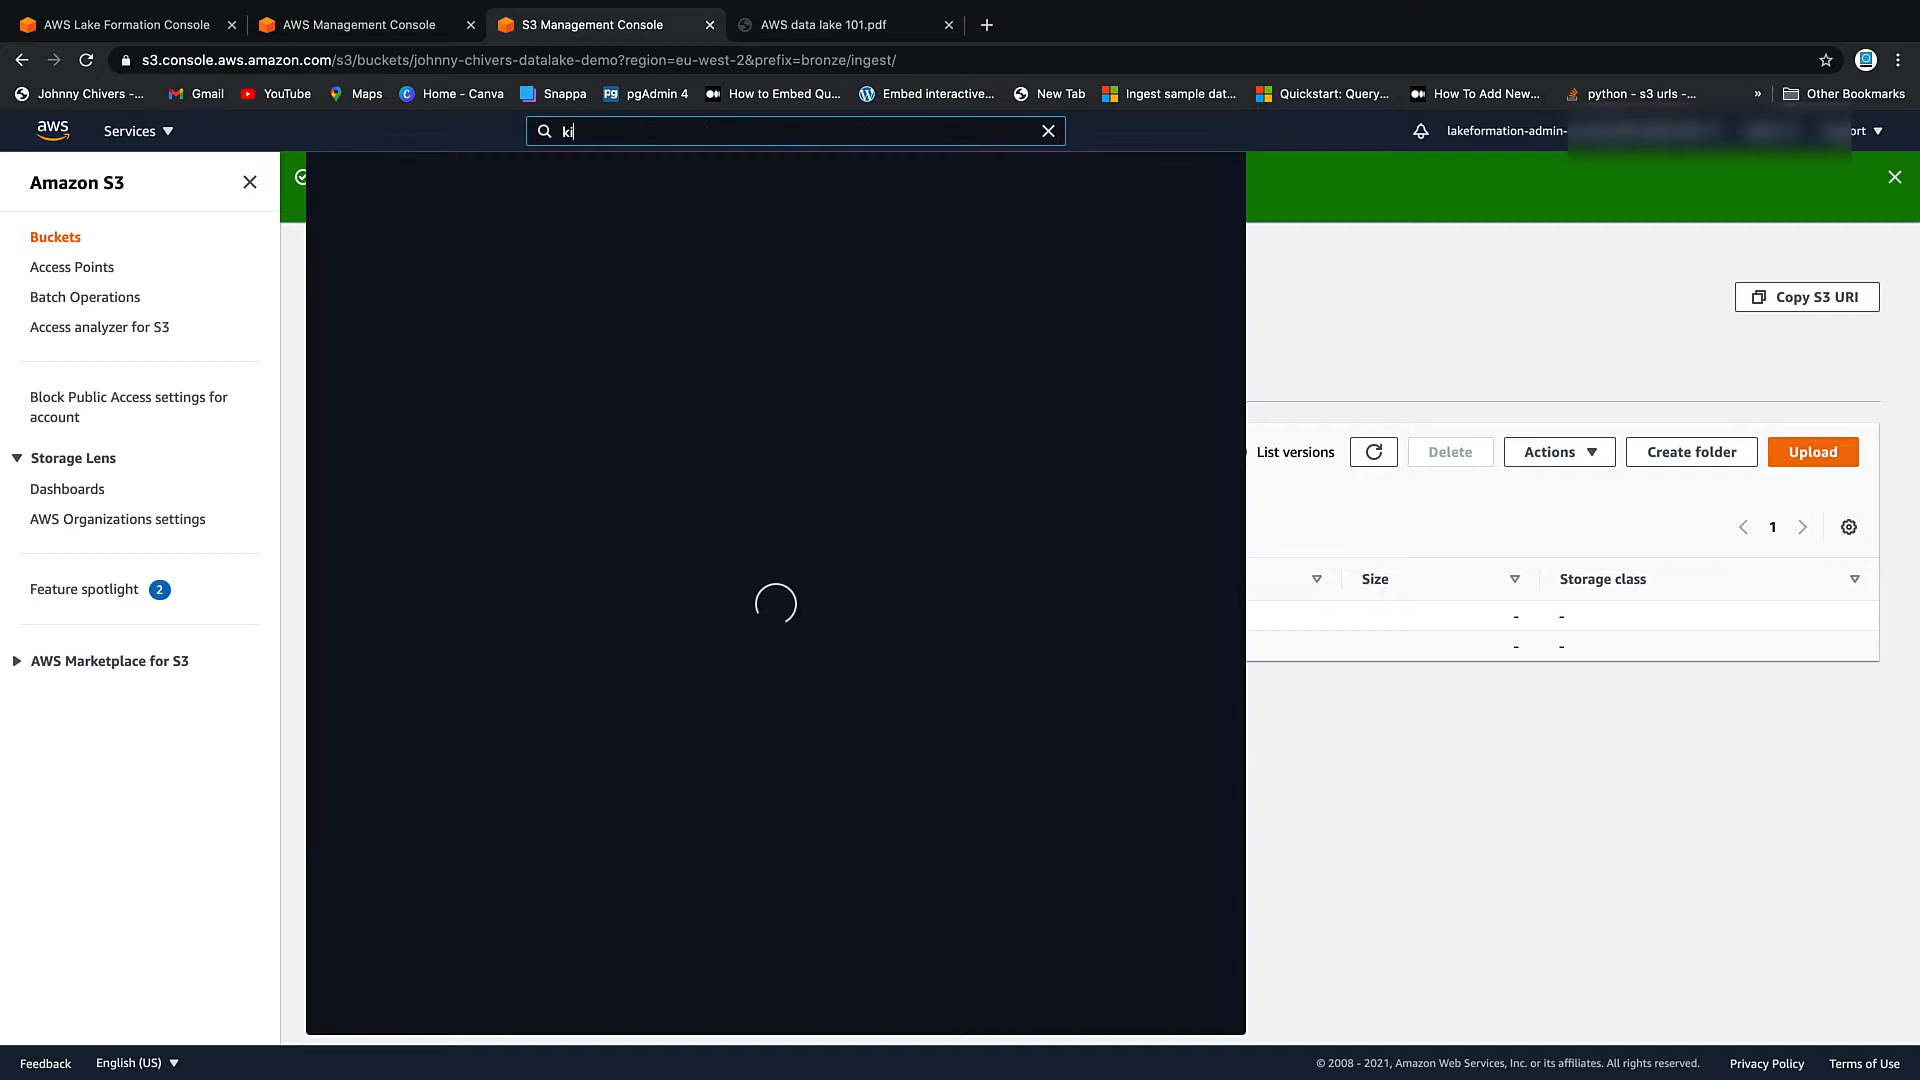 AWS Lake Formation Console
AWS Management Console
S3 Management Console
AWS data lake 101.pdf
s3.console.aws.amazon.com/s3/buckets/johnny-chivers-datalake-demo?region=eu-west-2&prefix=bronze/ingest/
Johnny Chivers -...
Gmail
YouTube
Maps
Home - Canva
Snappa
pgAdmin 4
How to Embed Qu...
Embed interactive...
New Tab
Ingest sample dat...
Quickstart: Query...
How To Add New...
python - s3 urls -...
»
Other Bookmarks
aws
Services
ki
lakeformation-admin-
ort
Amazon S3
Buckets
Access Points
Batch Operations
Access analyzer for S3
Block Public Access settings for
account
Storage Lens
Dashboards
AWS Organizations settings
Feature spotlight 2
AWS Marketplace for S3
Copy S3 URI
List versions
Delete
Actions
Create folder
Upload
1
Size
Storage class
- -
- -
Feedback
English (US)
© 2008 - 2021, Amazon Web Services, Inc. or its affiliates. All rights reserved.
Privacy Policy
Terms of Use